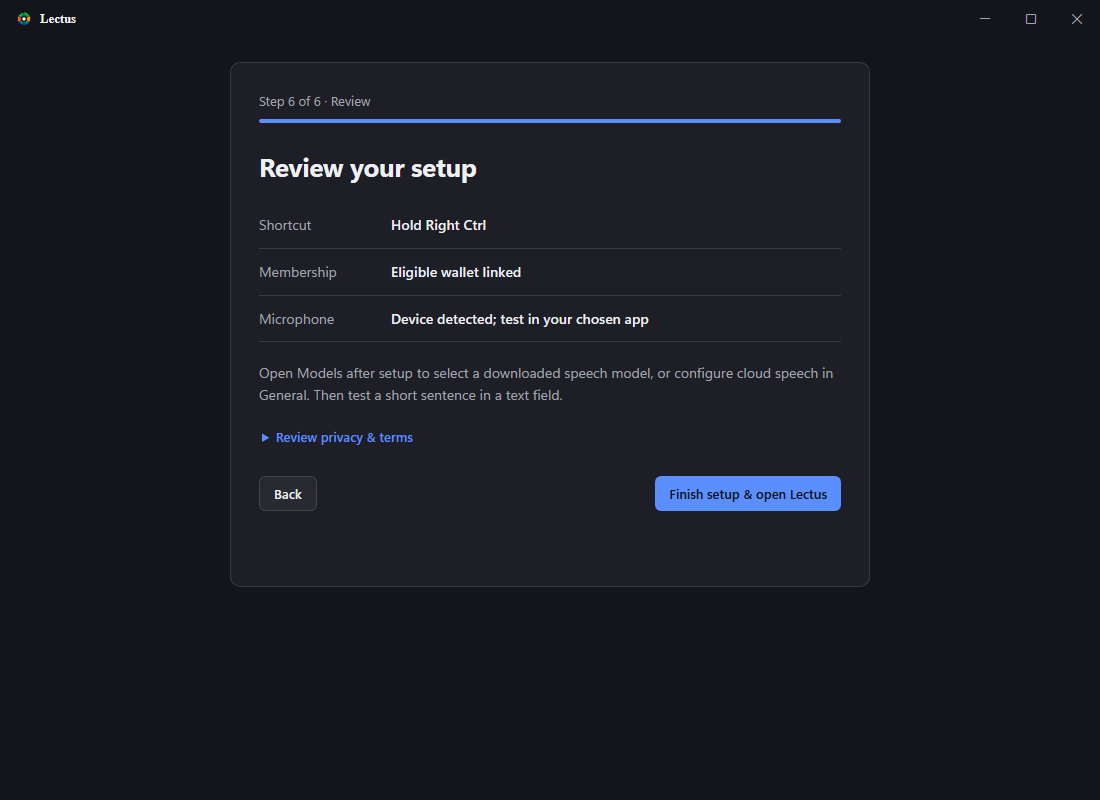 Lectus
Step 6 of 6 · Review
Review your setup
Shortcut Hold Right Ctrl
Membership Eligible wallet linked
Microphone Device detected; test in your chosen app
Open Models after setup to select a downloaded speech model, or configure cloud speech in
General. Then test a short sentence in a text field.
Review privacy & terms
Back Finish setup & open Lectus